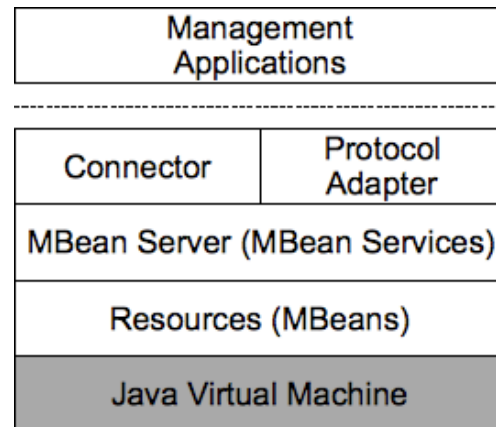 Management
Applications
Connector
Protocol
Adapter
MBean Server (MBean Services)
Resources (MBeans)
Java Virtual Machine